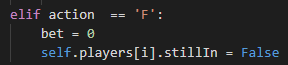 elif action  == 'F':
    bet = 0
    self.players[i].stillIn = False